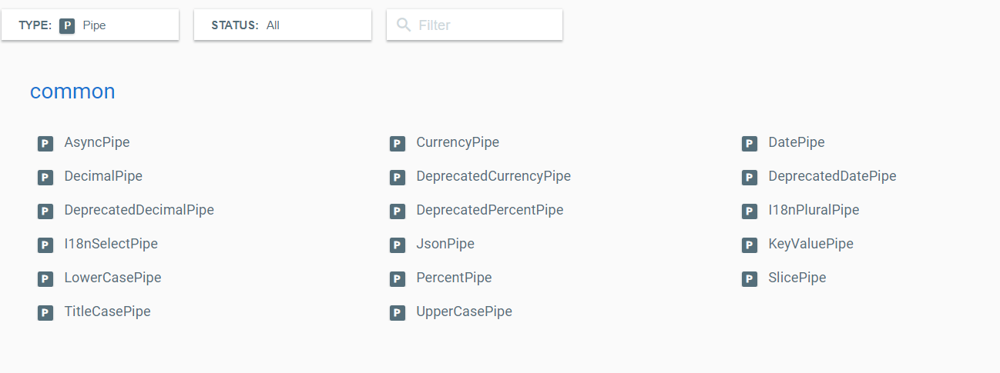 TYPE: P Pipe STATUS: All Filter
common
P AsyncPipe P CurrencyPipe P DatePipe
P DecimalPipe P DeprecatedCurrencyPipe P DeprecatedDatePipe
P DeprecatedDecimalPipe P DeprecatedPercentPipe P I18nPluralPipe
P I18nSelectPipe P JsonPipe P KeyValuePipe
P LowerCasePipe P PercentPipe P SlicePipe
P TitleCasePipe P UpperCasePipe